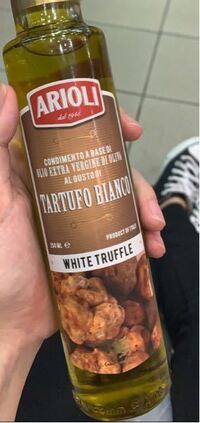 ARIOLI
dal 1946
CONDIMENTO A BASE DI
OLIO EXTRA VERGINE DI OLIVA
AL GUSTO DI
TARTUFO BIANCO
250 ML e
PRODUCT OF ITALY
WHITE TRUFFLE